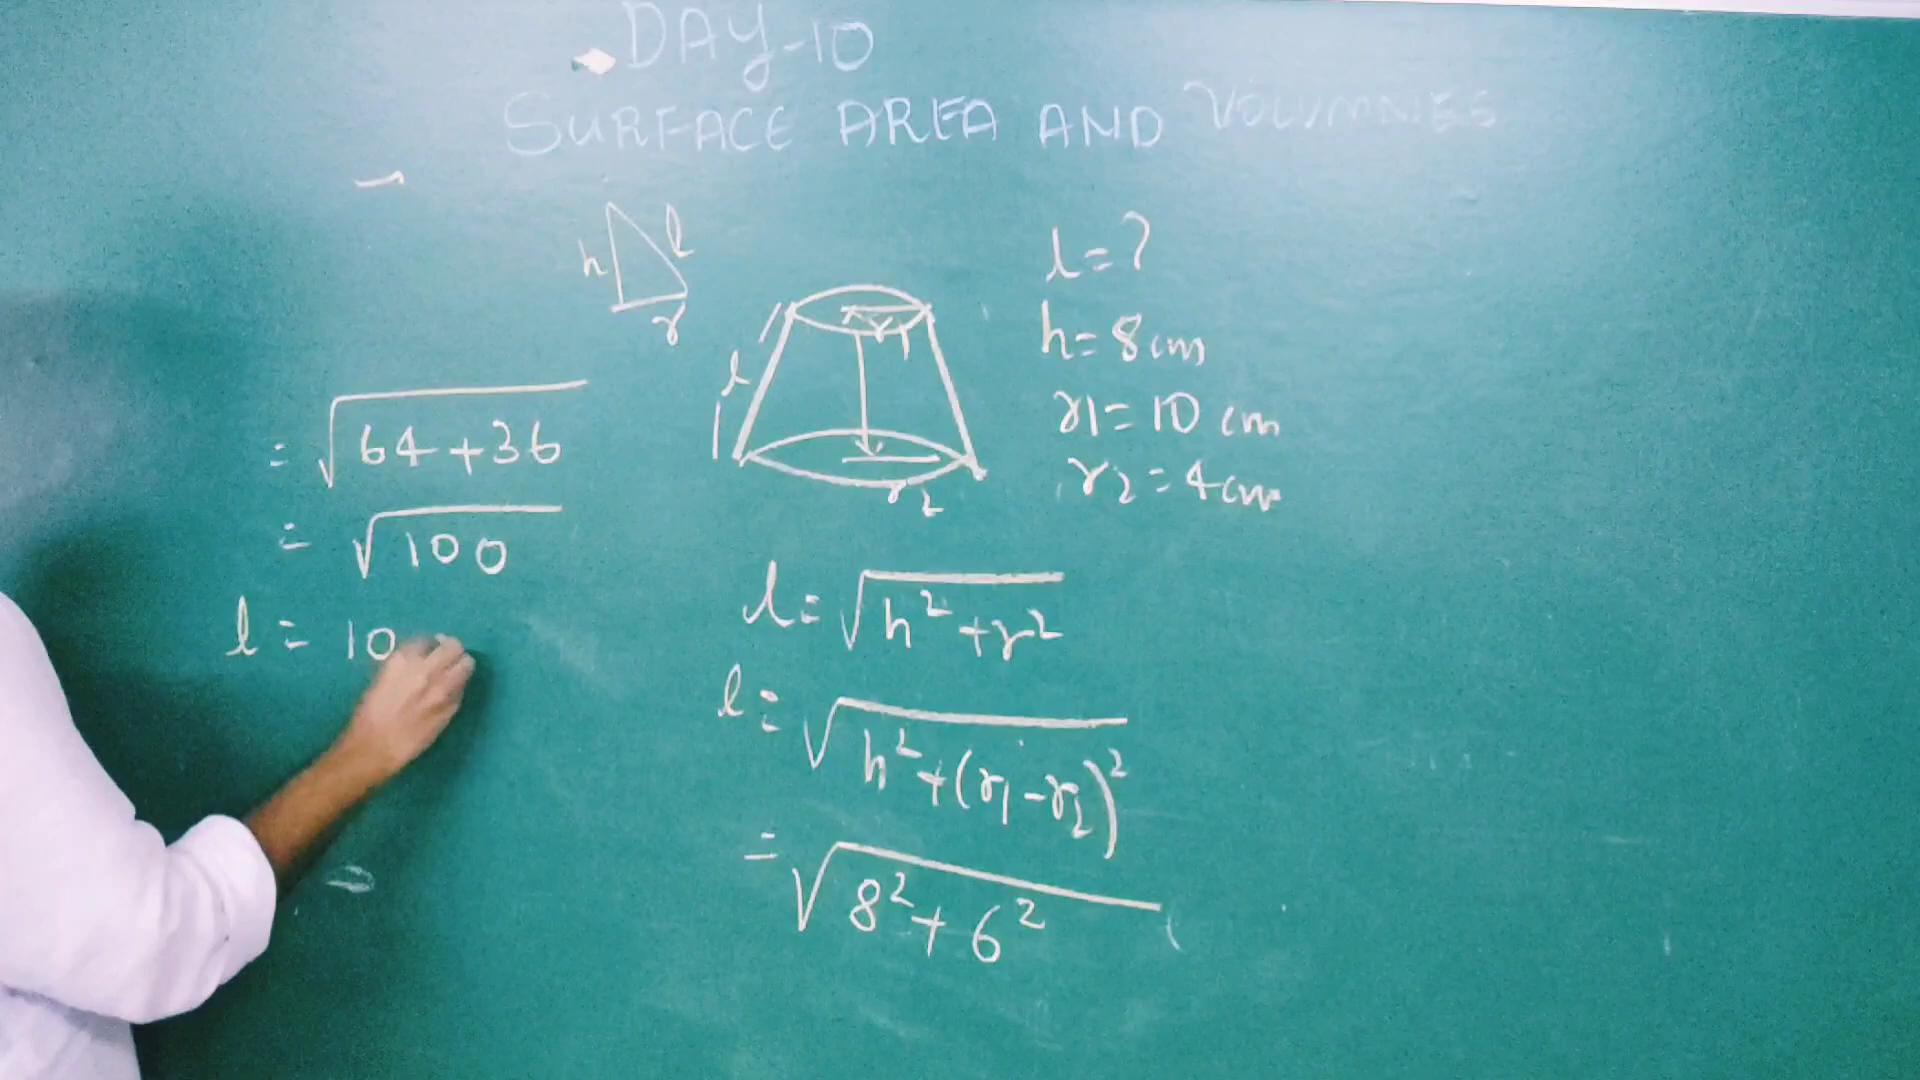 DAY-10
SURFACE AREA AND VOLUMNES
h l
r
r1
l
r2
l = ?
h = 8 cm
r1 = 10 cm
r2 = 4 cm
l = √h² + r²
l = √h² + (r1 - r2)²
= √8² + 6²
= √64 + 36
= √100
l = 10